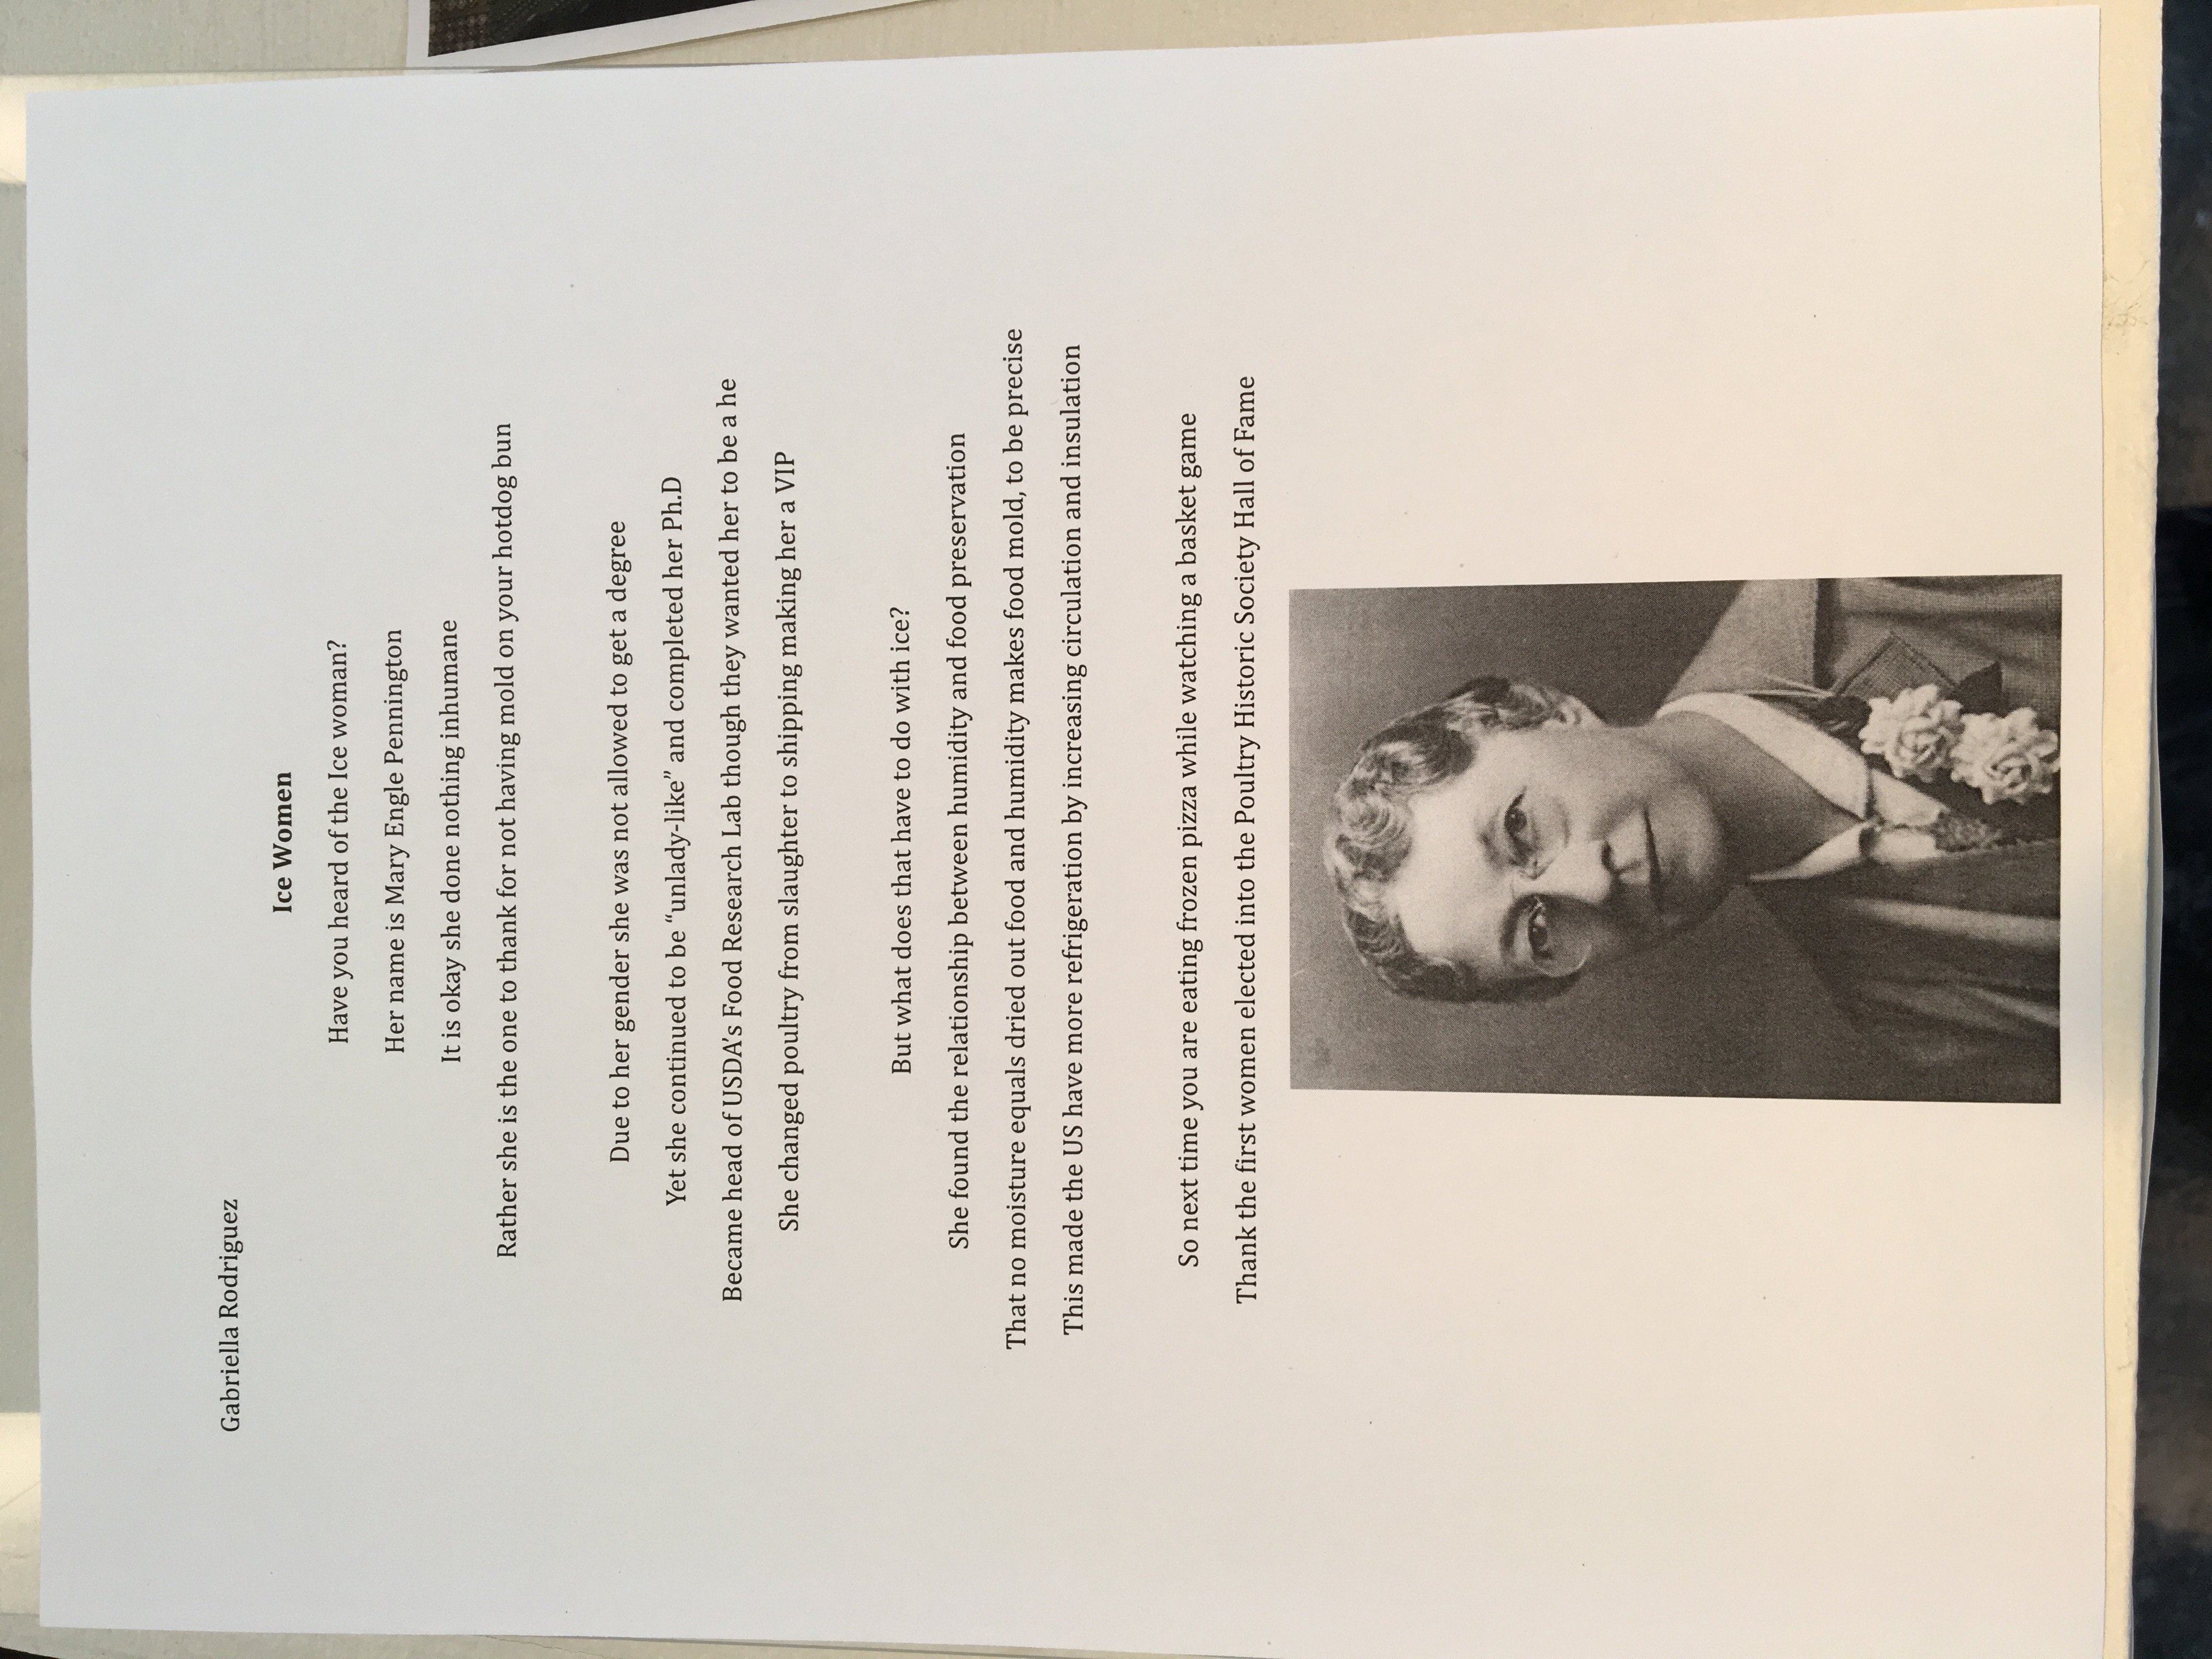 Gabriella Rodriguez
Ice Women
Have you heard of the Ice woman?
Her name is Mary Engle Pennington
It is okay she done nothing inhumane
Rather she is the one to thank for not having mold on your hotdog bun
Due to her gender she was not allowed to get a degree
Yet she continued to be “unlady-like” and completed her Ph.D
Became head of USDA’s Food Research Lab though they wanted her to be a he
She changed poultry from slaughter to shipping making her a VIP
But what does that have to do with ice?
She found the relationship between humidity and food preservation
That no moisture equals dried out food and humidity makes food mold, to be precise
This made the US have more refrigeration by increasing circulation and insulation
So next time you are eating frozen pizza while watching a basket game
Thank the first women elected into the Poultry Historic Society Hall of Fame